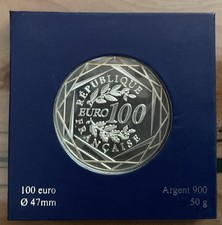 RÉPUBLIQUE
EURO 100
FRANÇAISE
100 euro
Ø 47mm
Argent 900
50 g